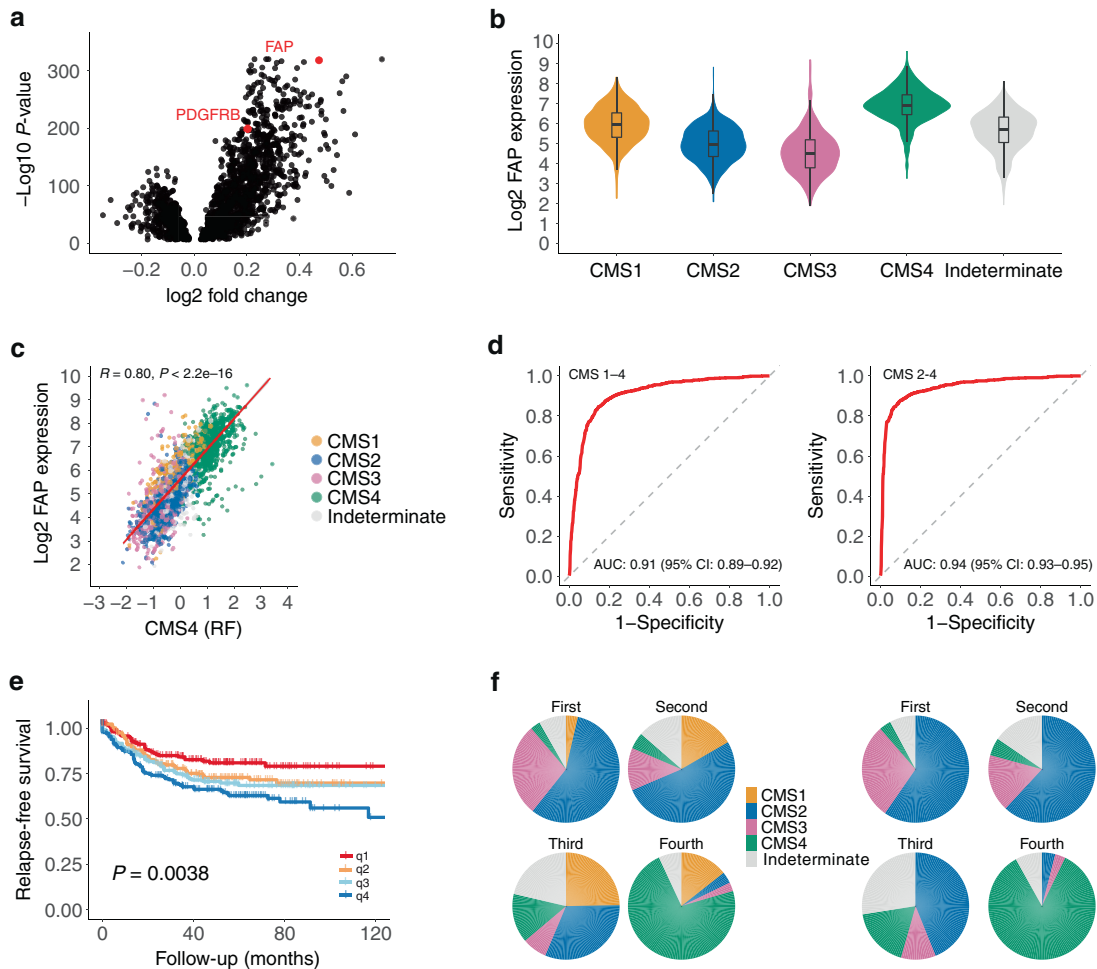 a
−Log10 P-value
300
200
100
0
FAP
PDGFRB
−0.2
0.0
0.2
0.4
0.6
log2 fold change
b
Log2 FAP expression
10
9
8
7
6
5
4
3
2
1
0
CMS1
CMS2
CMS3
CMS4
Indeterminate
c
R = 0.80, P < 2.2e−16
Log2 FAP expression
10
9
8
7
6
5
4
3
2
−3 −2 −1 0 1 2 3 4
CMS4 (RF)
CMS1
CMS2
CMS3
CMS4
Indeterminate
d
CMS 1–4
Sensitivity
1.0
0.8
0.6
0.4
0.2
0.0
AUC: 0.91 (95% CI: 0.89–0.92)
0.0 0.2 0.4 0.6 0.8 1.0
1−Specificity
CMS 2-4
Sensitivity
1.0
0.8
0.6
0.4
0.2
0.0
AUC: 0.94 (95% CI: 0.93–0.95)
0.0 0.2 0.4 0.6 0.8 1.0
1−Specificity
e
Relapse-free survival
1.00
0.75
0.50
0.25
0.00
P = 0.0038
q1
q2
q3
q4
0 40 80 120
Follow-up (months)
f
First
Second
Third
Fourth
CMS1
CMS2
CMS3
CMS4
Indeterminate
First
Second
Third
Fourth